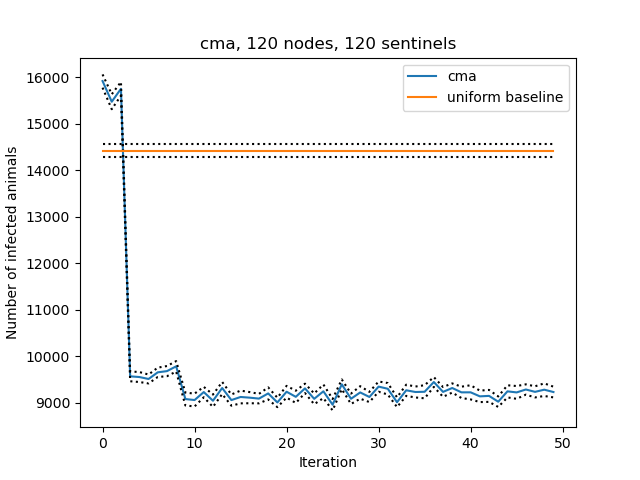 cma, 120 nodes, 120 sentinels
cma
uniform baseline
Number of infected animals
16000
15000
14000
13000
12000
11000
10000
9000
0 10 20 30 40 50
Iteration